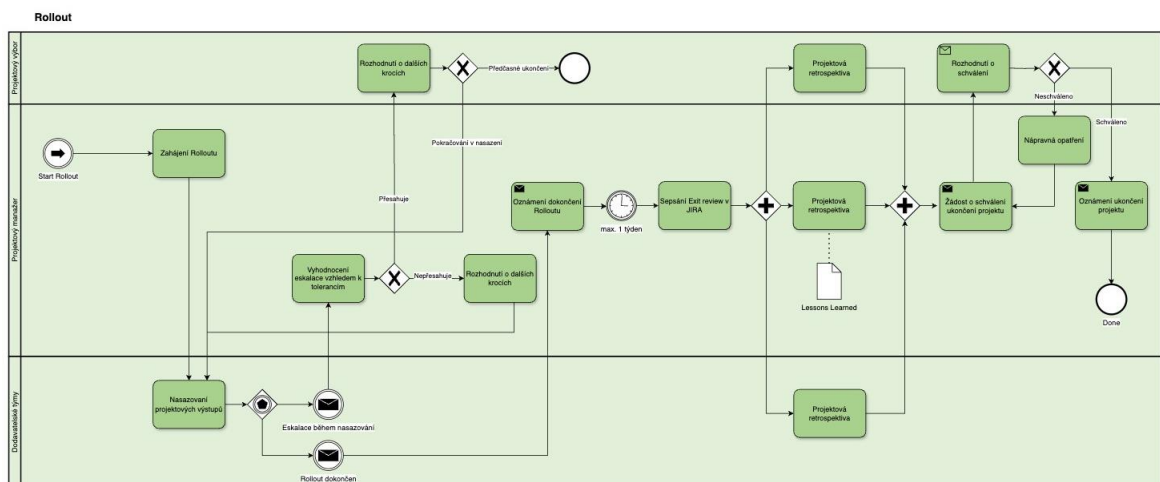 Rollout
Projektový výbor
Rozhodnutí o dalších
krocích
Předčasné ukončení
Projektová
retrospektiva
Rozhodnutí o
schválení
Neschváleno
Schváleno
Projektový manažer
Start Rollout
Zahájení Rolloutu
Pokračování v nasazení
Přesahuje
Nápravná opatření
Oznámení dokončení
Rolloutu
max. 1 týden
Sepsání Exit review v
JIRA
Projektová
retrospektiva
Lessons Learned
Žádost o schválení
ukončení projektu
Oznámení ukončení
projektu
Done
Vyhodnocení
eskalace vzhledem k
tolerancím
Nepřesahuje
Rozhodnutí o dalších
krocích
Dodavatelské týmy
Nasazovaní
projektových výstupů
Eskalace během nasazování
Rollout dokončen
Projektová
retrospektiva